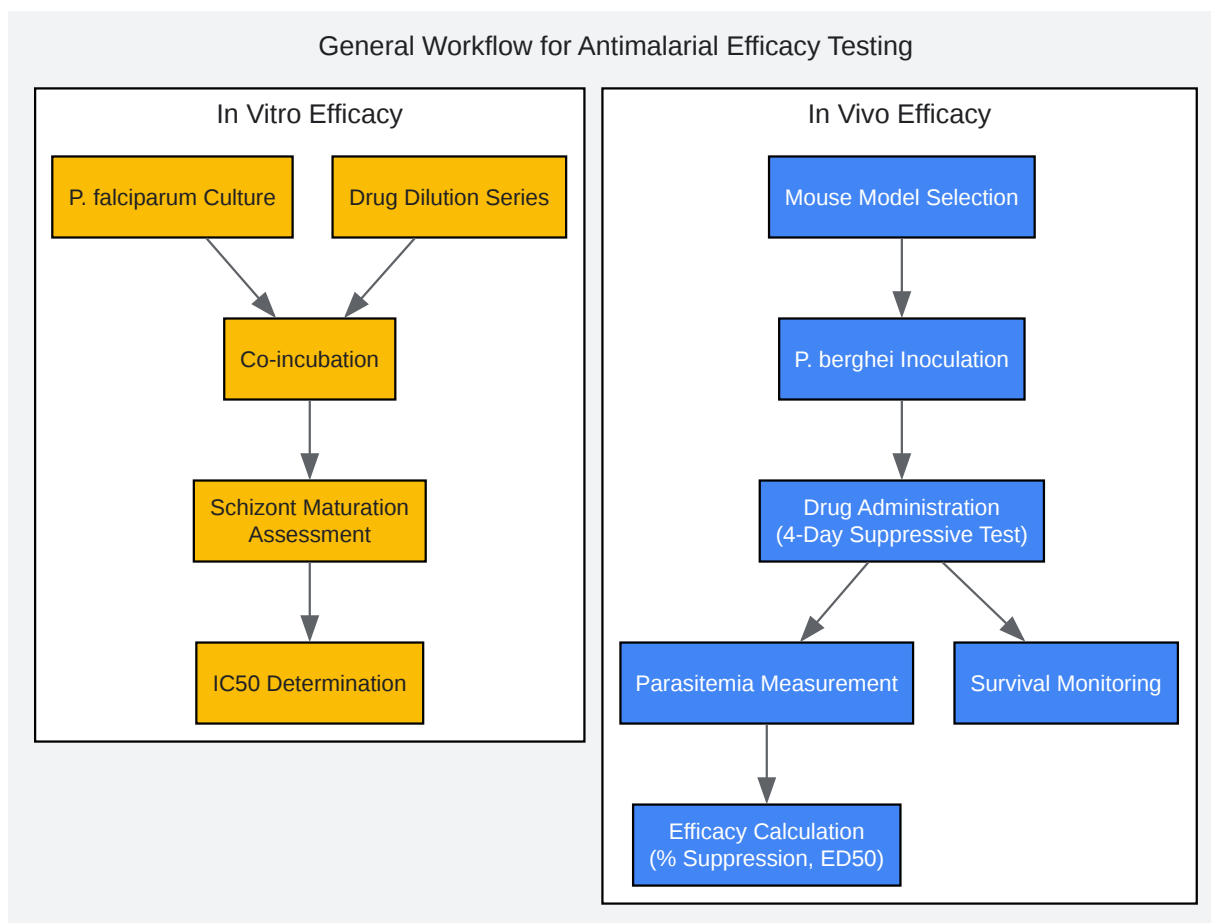 General Workflow for Antimalarial Efficacy Testing
In Vitro Efficacy
P. falciparum Culture
Drug Dilution Series
Co-incubation
Schizont Maturation
Assessment
IC50 Determination
In Vivo Efficacy
Mouse Model Selection
P. berghei Inoculation
Drug Administration
(4-Day Suppressive Test)
Parasitemia Measurement
Survival Monitoring
Efficacy Calculation
(% Suppression, ED50)